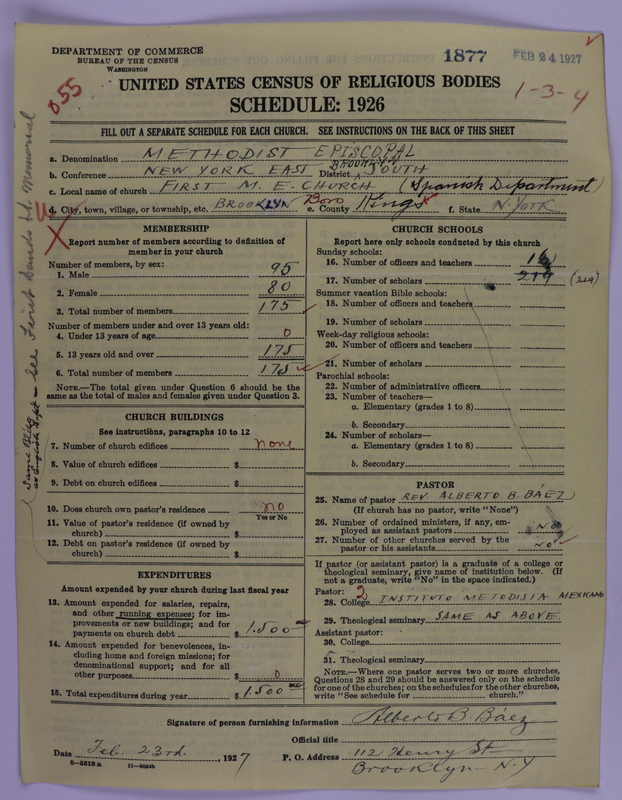 DEPARTMENT OF COMMERCE
BUREAU OF THE CENSUS
WASHINGTON
1877
FEB 24 1927
055
1-3-4
UNITED STATES CENSUS OF RELIGIOUS BODIES
SCHEDULE: 1926
FILL OUT A SEPARATE SCHEDULE FOR EACH CHURCH. SEE INSTRUCTIONS ON THE BACK OF THIS SHEET
a. Denomination METHODIST EPISCOPAL
b. Conference NEW YORK EAST District BROOKLYN SOUTH
c. Local name of church FIRST M. E. CHURCH (Spanish Department)
d. City, town, village, or township, etc. BROOKLYN Boro e. County Kings f. State N. YORK
See First Sands St. Memorial
(Same Bldg as English Dept.
MEMBERSHIP
Report number of members according to definition of
member in your church
Number of members, by sex:
1. Male 95
2. Female 80
3. Total number of members 175
Number of members under and over 13 years old:
4. Under 13 years of age 0
5. 13 years old and over 175
6. Total number of members 175
NOTE.—The total given under Question 6 should be
the same as the total of males and females given under Question 3.
CHURCH BUILDINGS
See instructions, paragraphs 10 to 12
7. Number of church edifices none
8. Value of church edifices $
9. Debt on church edifices $
10. Does church own pastor's residence no
Yes or No
11. Value of pastor's residence (if owned by
church) $
12. Debt on pastor's residence (if owned by
church) $
EXPENDITURES
Amount expended by your church during last fiscal year
13. Amount expended for salaries, repairs,
and other running expenses; for im-
provements or new buildings; and for
payments on church debt $ 1.500
14. Amount expended for benevolences, in-
cluding home and foreign missions; for
denominational support; and for all
other purposes $ 0
15. Total expenditures during year $ 1.500
CHURCH SCHOOLS
Report here only schools conducted by this church
Sunday schools:
16. Number of officers and teachers 16
17. Number of scholars 219 (219)
Summer vacation Bible schools:
18. Number of officers and teachers
19. Number of scholars
Week-day religious schools:
20. Number of officers and teachers
21. Number of scholars
Parochial schools:
22. Number of administrative officers
23. Number of teachers—
a. Elementary (grades 1 to 8)
b. Secondary
24. Number of scholars—
a. Elementary (grades 1 to 8)
b. Secondary
PASTOR
25. Name of pastor REV. ALBERTO B. BÁEZ
(If church has no pastor, write "None")
26. Number of ordained ministers, if any, em-
ployed as assistant pastors NO
27. Number of other churches served by the
pastor or his assistants NO
If pastor (or assistant pastor) is a graduate of a college or
theological seminary, give name of institution below. (If
not a graduate, write "No" in the space indicated.)
Pastor: 2
28. College INSTITUTO METODISTA MEXICANO
29. Theological seminary SAME AS ABOVE.
Assistant pastor:
30. College
31. Theological seminary
NOTE.—Where one pastor serves two or more churches,
Questions 28 and 29 should be answered only on the schedule
for one of the churches; on the schedules for the other churches,
write "See schedule for church."
Signature of person furnishing information Alberto B. Báez
Official title
Date Feb. 23rd. , 1927 P. O. Address 112 Henry St
Brooklyn - N.Y
8-5518a 11-9024b